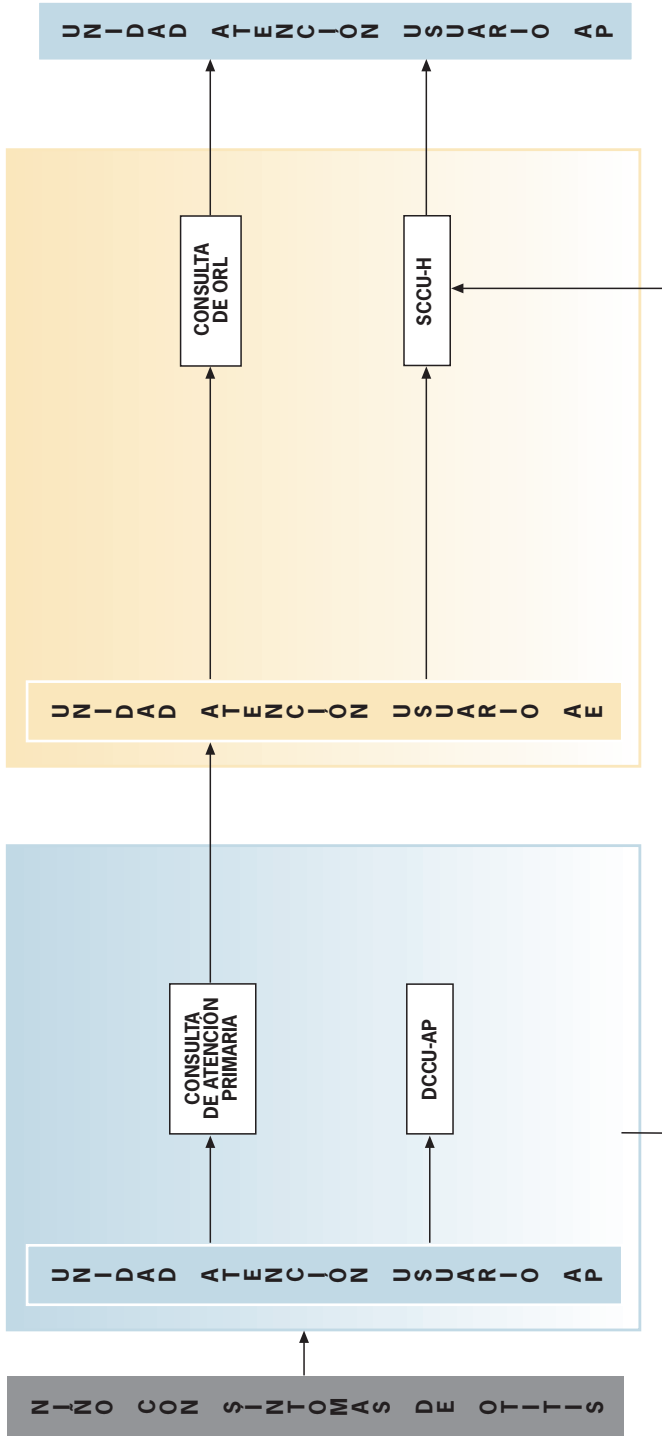 NIÑO CON SÍNTOMAS DE OTITIS
UNIDAD ATENCIÓN USUARIO AP
CONSULTA
DE ATENCIÓN
PRIMARIA
DCCU-AP
UNIDAD ATENCIÓN USUARIO AE
CONSULTA
DE ORL
SCCU-H
UNIDAD ATENCIÓN USUARIO AP